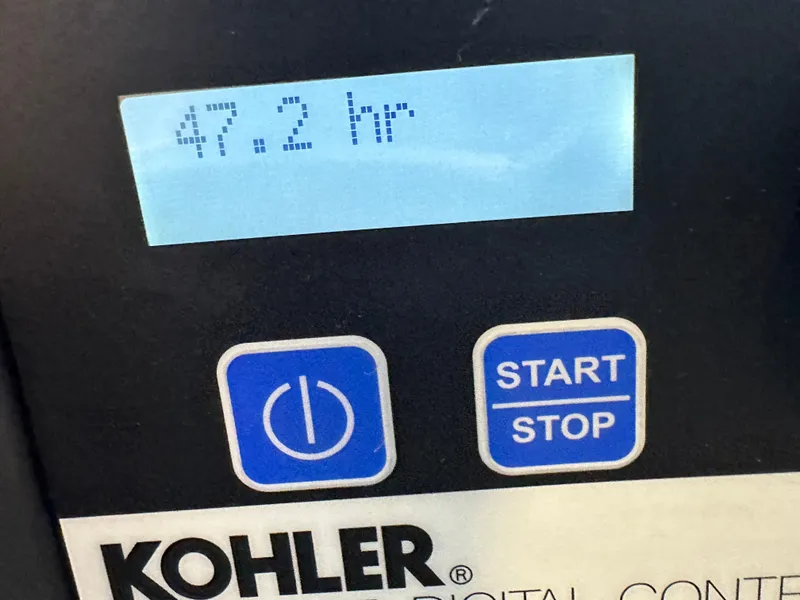 47.2 hr
START
STOP
KOHLER®
DIGITAL